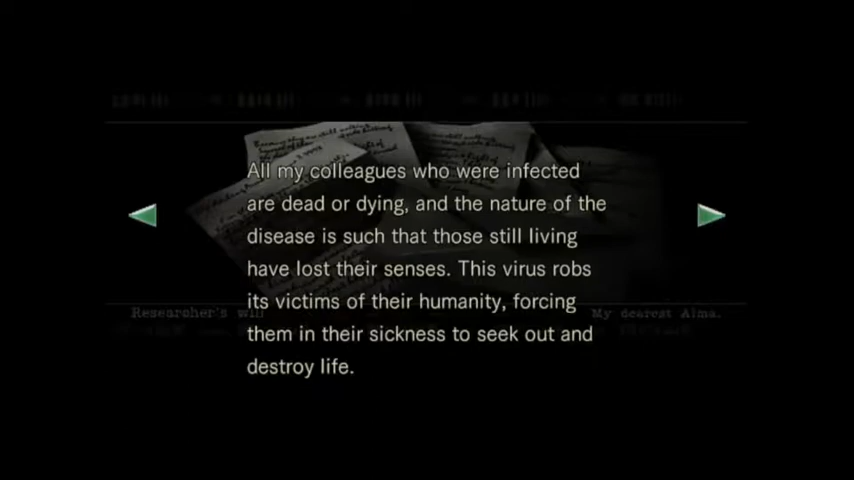 All my colleagues who were infected
are dead or dying, and the nature of the
disease is such that those still living
have lost their senses. This virus robs
its victims of their humanity, forcing
Researcher's will
My dearest Alma.
them in their sickness to seek out and
destroy life.